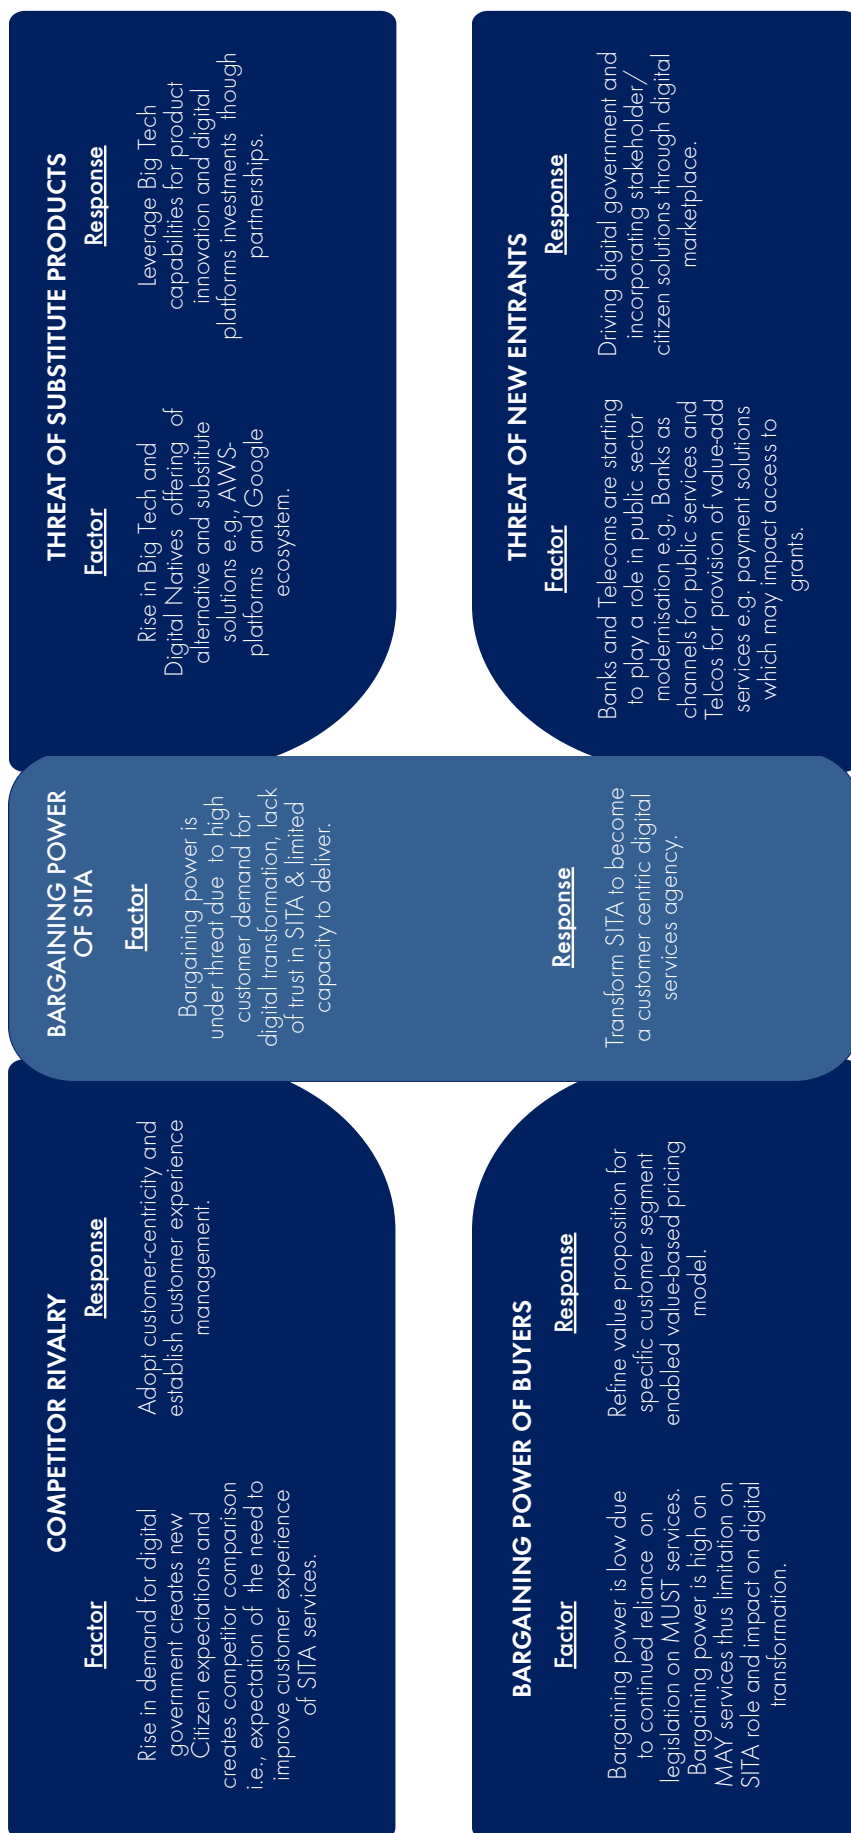 COMPETITOR RIVALRY
Factor
Rise in demand for digital
government creates new
Citizen expectations and
creates competitor comparison
i.e., expectation of the need to
improve customer experience
of SITA services.
Response
Adopt customer-centricity and
establish customer experience
management.
BARGAINING POWER
OF SITA
Factor
Bargaining power is
under threat due to high
customer demand for
digital transformation, lack
of trust in SITA & limited
capacity to deliver.
Response
Transform SITA to become
a customer centric digital
services agency.
THREAT OF SUBSTITUTE PRODUCTS
Factor
Rise in Big Tech and
Digital Natives offering of
alternative and substitute
solutions e.g., AWS-
platforms and Google
ecosystem.
Response
Leverage Big Tech
capabilities for product
innovation and digital
platforms investments though
partnerships.
BARGAINING POWER OF BUYERS
Factor
Bargaining power is low due
to continued reliance on
legislation on MUST services.
Bargaining power is high on
MAY services thus limitation on
SITA role and impact on digital
transformation.
Response
Refine value proposition for
specific customer segment
enabled value-based pricing
model.
THREAT OF NEW ENTRANTS
Factor
Banks and Telecoms are starting
to play a role in public sector
modernisation e.g., Banks as
channels for public services and
Telcos for provision of value-add
services e.g. payment solutions
which may impact access to
grants.
Response
Driving digital government and
incorporating stakeholder/
citizen solutions through digital
marketplace.